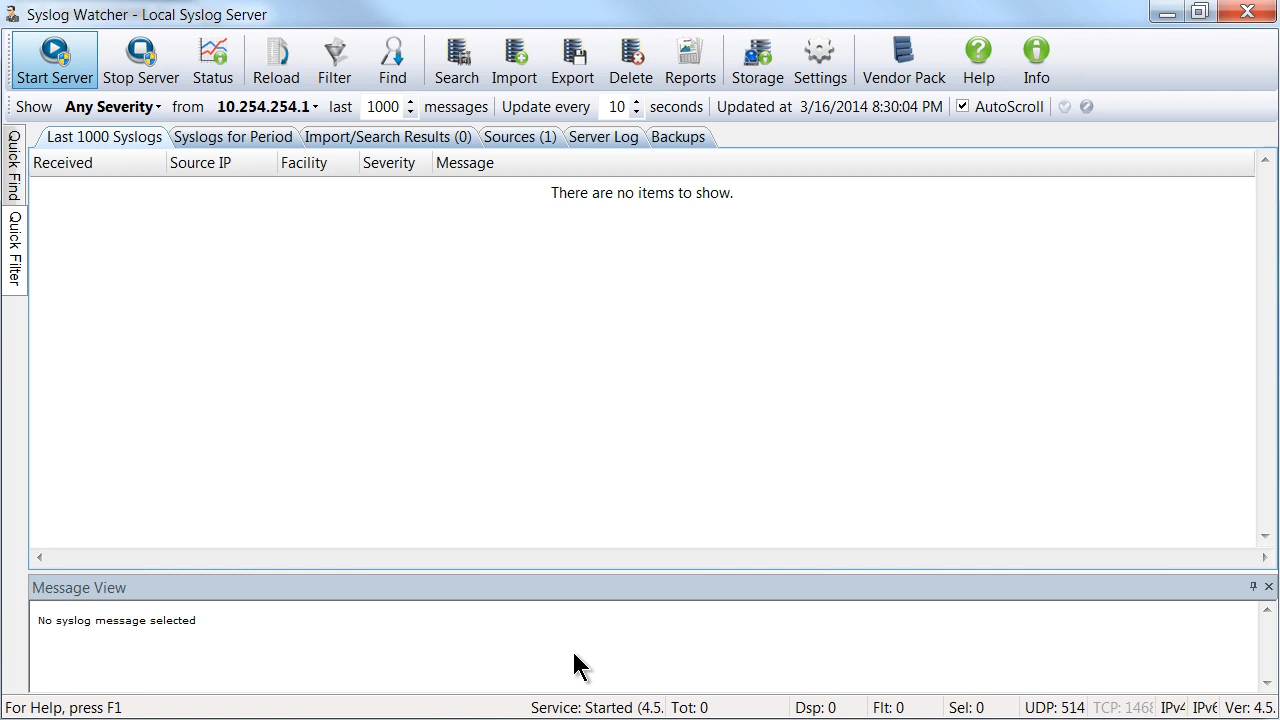 Syslog Watcher - Local Syslog Server
Start Server Stop Server Status Reload Filter Find Search Import Export Delete Reports Storage Settings Vendor Pack Help Info
Show Any Severity from 10.254.254.1 last 1000 messages Update every 10 seconds Updated at 3/16/2014 8:30:04 PM AutoScroll
Last 1000 Syslogs Syslogs for Period Import/Search Results (0) Sources (1) Server Log Backups
Quick Find
Quick Filter
Received Source IP Facility Severity Message
There are no items to show.
Message View
No syslog message selected
For Help, press F1 Service: Started (4.5. Tot: 0 Dsp: 0 Flt: 0 Sel: 0 UDP: 514 TCP: 1468 IPv4 IPv6 Ver: 4.5.